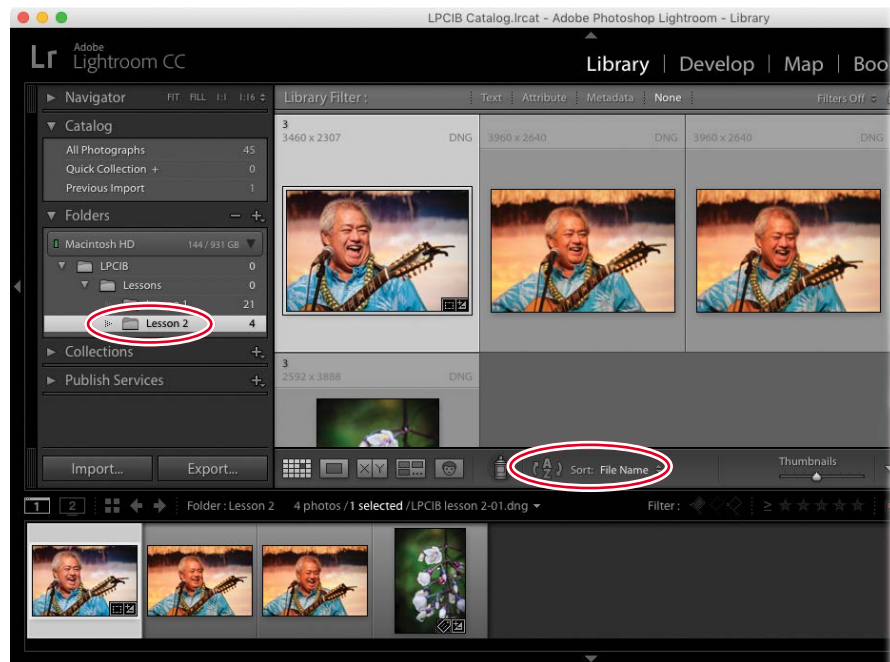 LPCIB Catalog.lrcat - Adobe Photoshop Lightroom - Library
Lr Adobe Lightroom CC
Library | Develop | Map | Boo
Navigator FIT FILL 1:1 1:16
Library Filter : Text Attribute Metadata None Filters Off
Catalog
All Photographs 45
Quick Collection + 0
Previous Import 1
Folders
Macintosh HD 144 / 931 GB
LPCIB 0
Lessons 0
21
Lesson 2 4
Collections
Publish Services
Import... Export...
3
3460 x 2307 DNG
3960 x 2640 DNG
3960 x 2640 DNG
3
2592 x 3888 DNG
XY
A
Z
Sort: File Name
Thumbnails
1 2 Folder : Lesson 2 4 photos / 1 selected / LPCIB lesson 2-01.dng Filter :